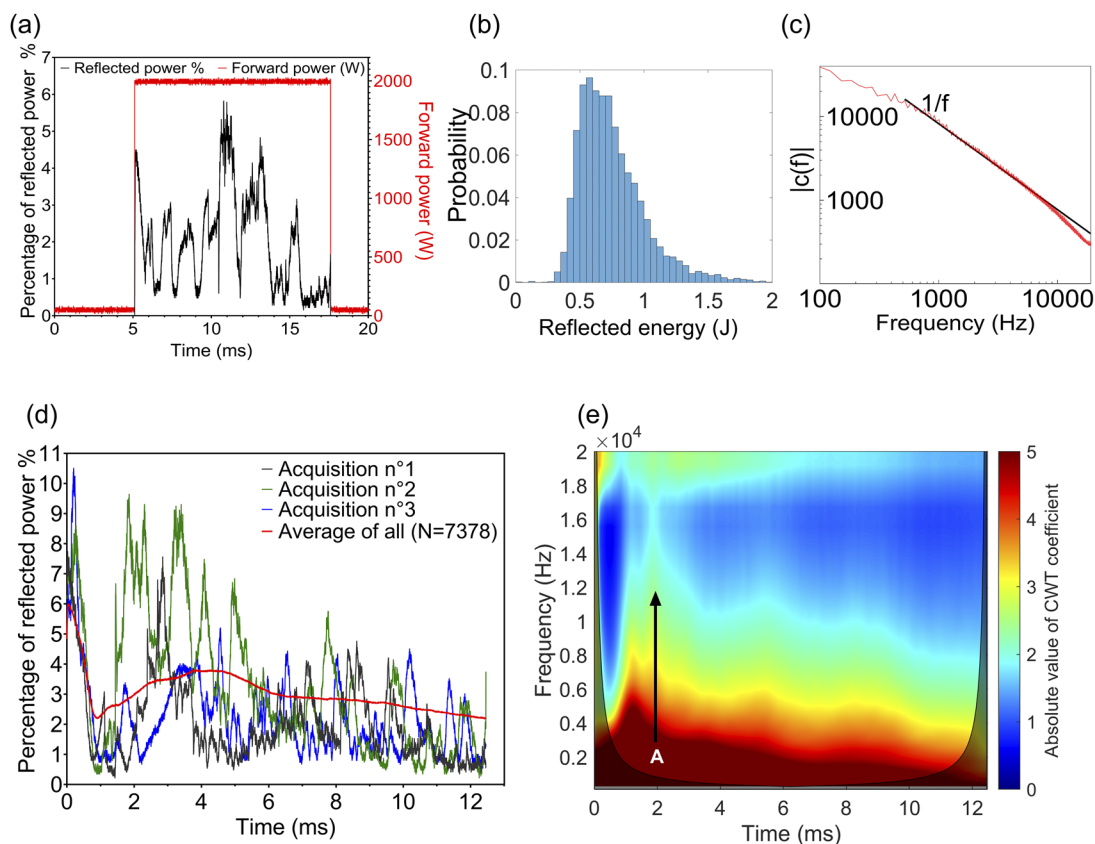 (a)
Percentage of reflected power %
7
6
5
4
3
2
1
0
Reflected power %
Forward power (W)
2000
1500
1000
500
0
Forward power
(W)
0
5
10
15
20
Time (ms)
(b)
Probability
0.1
0.08
0.06
0.04
0.02
0
0
0.5
1
1.5
2
Reflected energy (J)
(c)
|c(f)|
10000
1000
1/f
100
1000
10000
Frequency (Hz)
(d)
Percentage of reflected power %
11
10
9
8
7
6
5
4
3
2
1
0
Acquisition n°1
Acquisition n°2
Acquisition n°3
Average of all (N=7378)
0
2
4
6
8
10
12
Time (ms)
(e)
×10⁴
Frequency (Hz)
2
1.8
1.6
1.4
1.2
1
0.8
0.6
0.4
0.2
A
0
2
4
6
8
10
12
Time (ms)
5
4
3
2
1
0
Absolute value of CWT coefficient